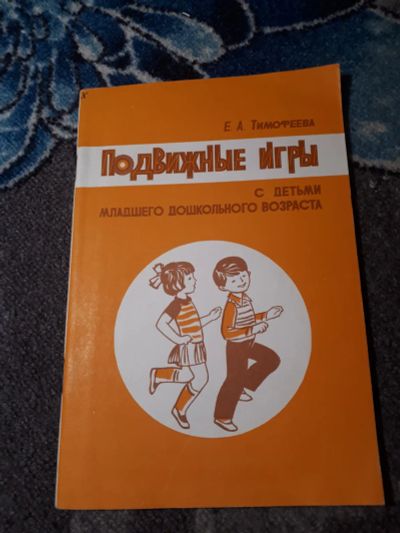 Е. А. Тимофеева
Подвижные игры
с детьми
младшего дошкольного возраста